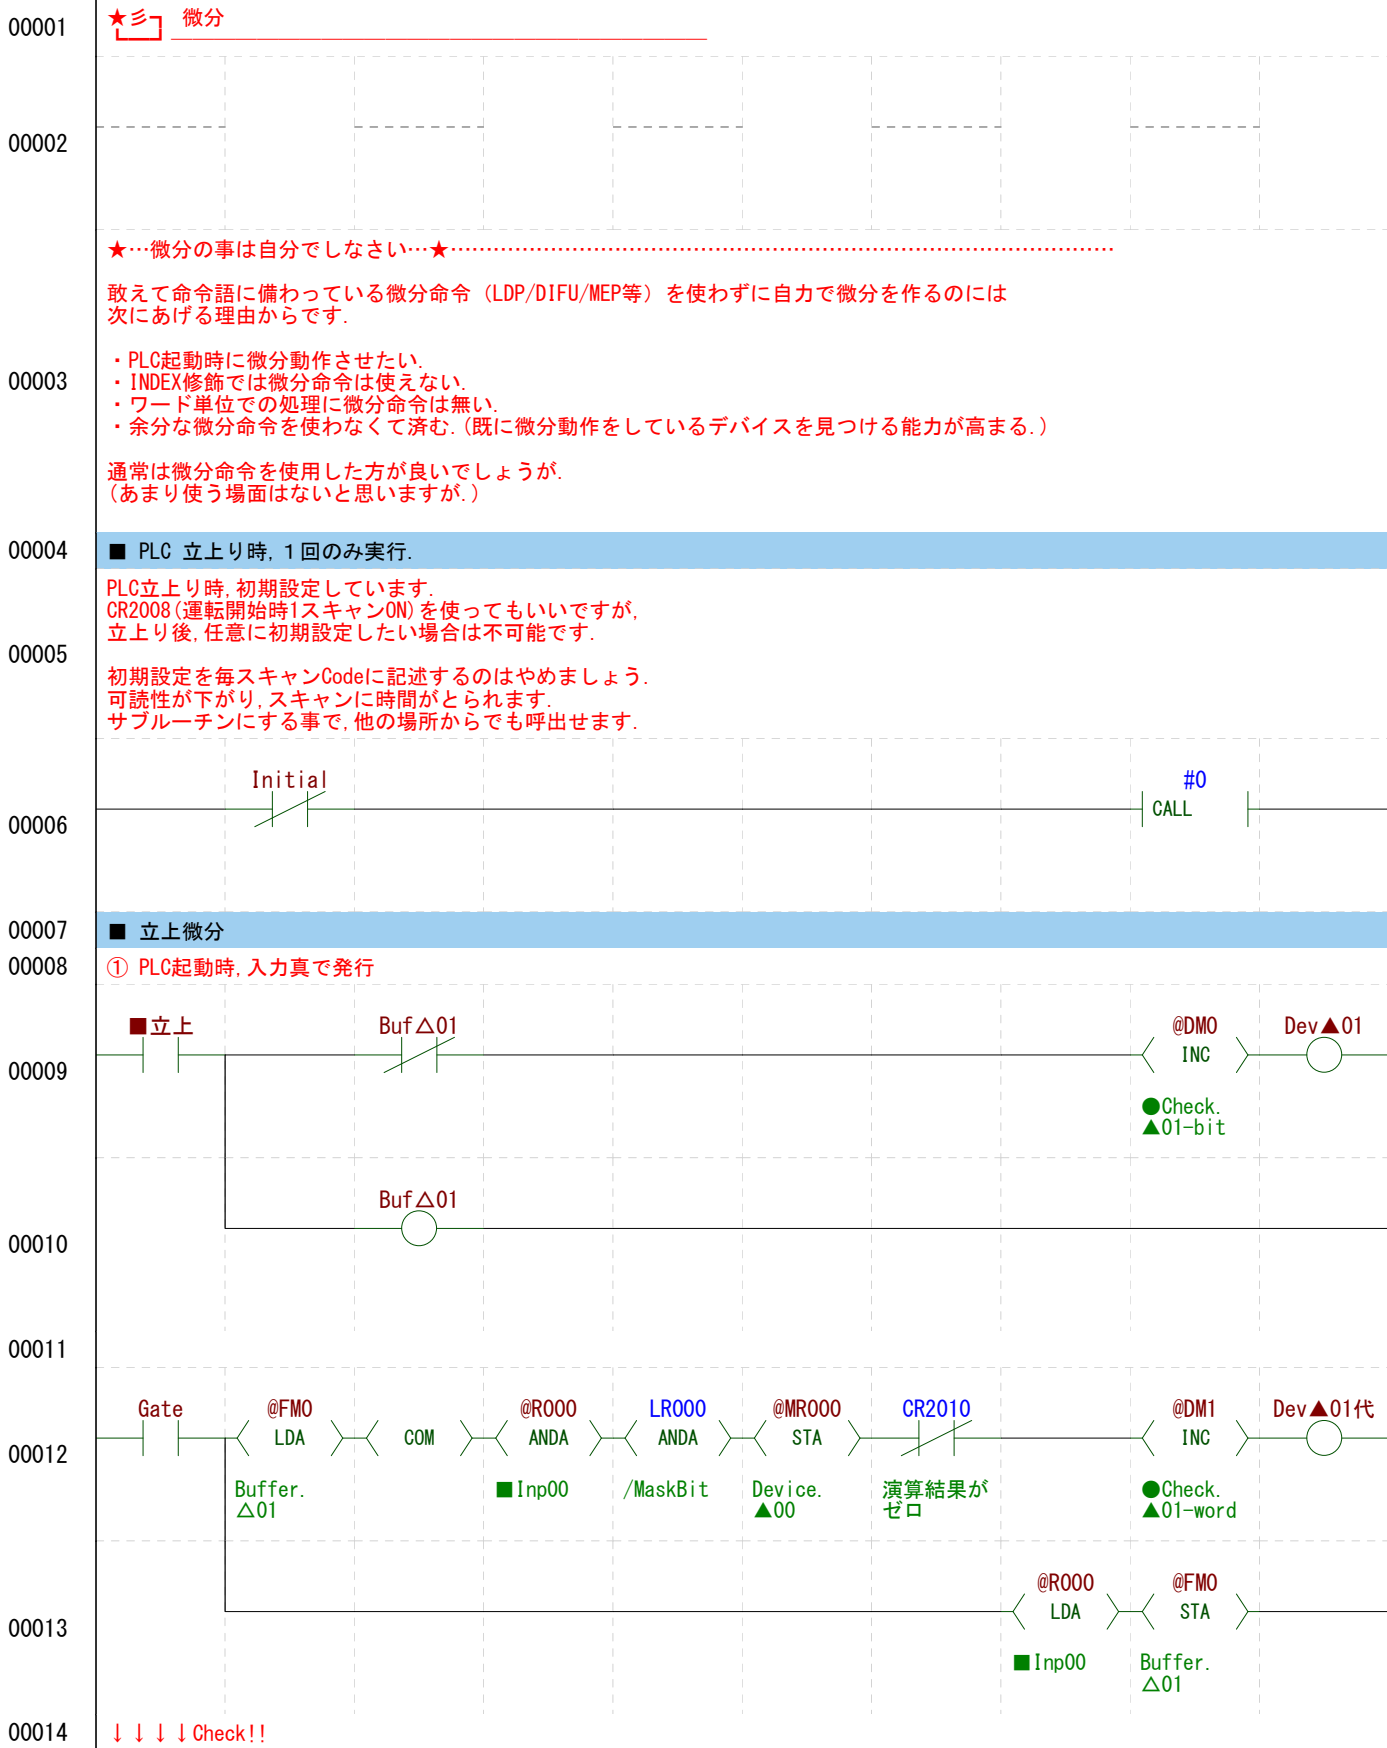 00001
★彡┓ 微分
00002
★…微分の事は自分でしなさい…★………………………………………………………………………………
敢えて命令語に備わっている微分命令（LDP/DIFU/MEP等）を使わずに自力で微分を作るのには
次にあげる理由からです.
・PLC起動時に微分動作させたい.
00003
・INDEX修飾では微分命令は使えない.
・ワード単位での処理に微分命令は無い.
・余分な微分命令を使わなくて済む.(既に微分動作をしているデバイスを見つける能力が高まる.)
通常は微分命令を使用した方が良いでしょうが.
(あまり使う場面はないと思いますが.)
00004
■ PLC 立上り時,１回のみ実行.
PLC立上り時,初期設定しています.
CR2008(運転開始時1スキャンON)を使ってもいいですが,
立上り後,任意に初期設定したい場合は不可能です.
00005
初期設定を毎スキャンCodeに記述するのはやめましょう.
可読性が下がり,スキャンに時間がとられます.
サブルーチンにする事で,他の場所からでも呼出せます.
Initial #0
00006
CALL
00007
■ 立上微分
00008
① PLC起動時,入力真で発行
■立上 Buf△01 @DM0 Dev▲01
INC
00009
●Check.
▲01-bit
Buf△01
00010
00011
Gate @FM0 @R000 LR000 @MR000 CR2010 @DM1 Dev▲01代
LDA COM ANDA ANDA STA INC
00012
Buffer. ■Inp00 /MaskBit Device. 演算結果が ●Check.
△01 ▲00 ゼロ ▲01-word
@R000 @FM0
LDA STA
00013
■Inp00 Buffer.
△01
00014
↓↓↓↓Check!!